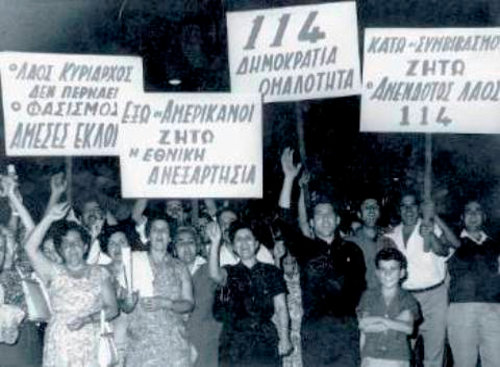 Ο ΛΑΟΣ ΚΥΡΙΑΡΧΟΣ
ΔΕΝ ΠΕΡΝΑΕΙ
Ο ΦΑΣΙΣΜΟΣ
ΑΜΕΣΕΣ ΕΚΛΟ
ΕΞΩ ΟΙ ΑΜΕΡΙΚΑΝΟΙ
ΖΗΤΩ
Η ΕΘΝΙΚΗ
ΑΝΕΞΑΡΤΗΣΙΑ
114
ΔΗΜΟΚΡΑΤΙΑ
ΟΜΑΛΟΤΗΤΑ
ΚΑΤΩ ΟΙ ΣΥΜΒΙΒΑΣΜΟΙ
ΖΗΤΩ
Ο ΑΝΕΝΔΟΤΟΣ ΛΑΟΣ
114